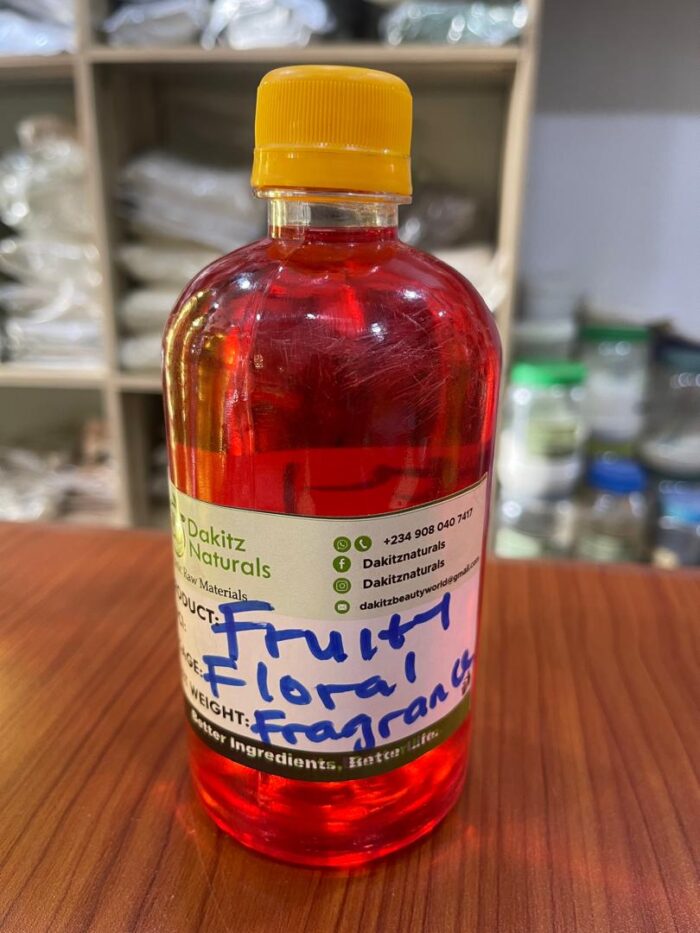 Dakitz
Naturals
Raw Materials
+234 908 040 7417
Dakitznaturals
Dakitznaturals
dakitzbeautyworld@gmail.com
ODUCT: Fruity
AGE: Floral
WEIGHT: Fragrance
Better Ingredients, Better Life.